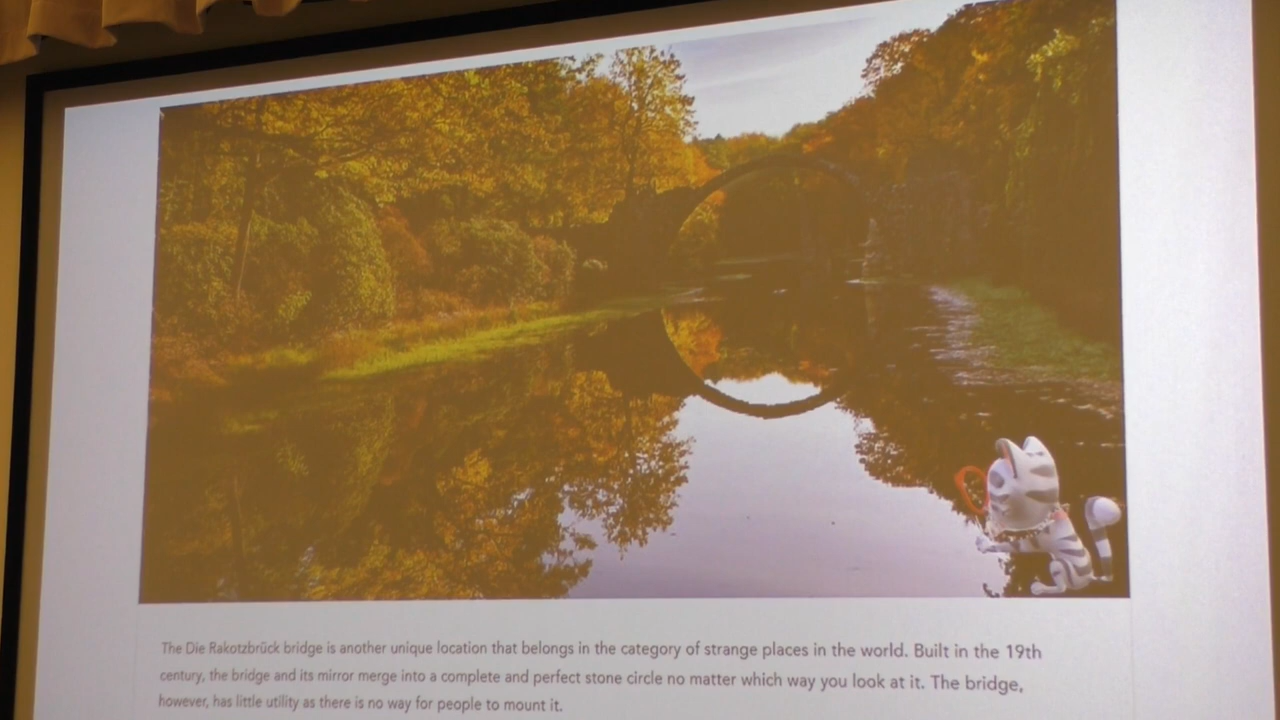 The Die Rakotzbrück bridge is another unique location that belongs in the category of strange places in the world. Built in the 19th
century, the bridge and its mirror merge into a complete and perfect stone circle no matter which way you look at it. The bridge,
however, has little utility as there is no way for people to mount it.